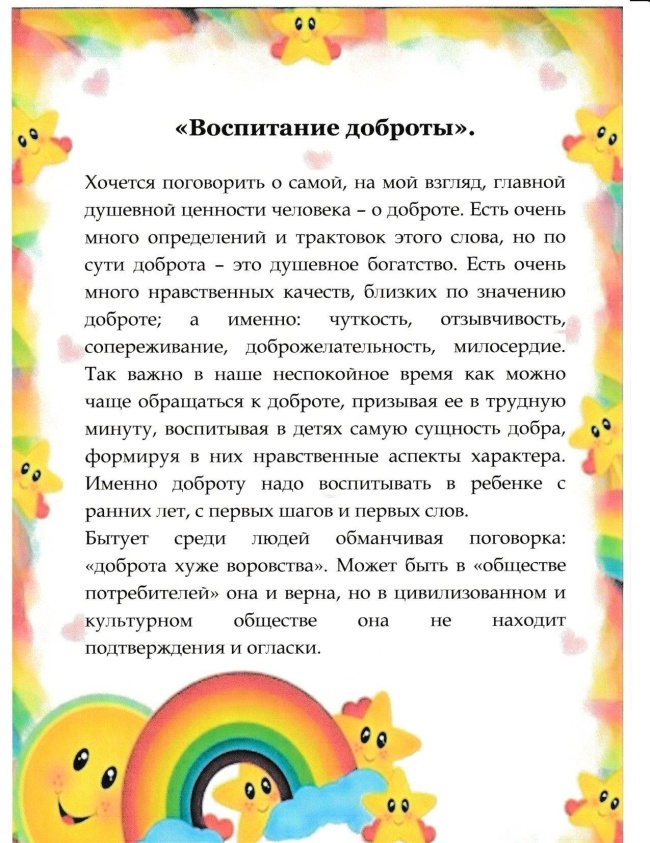 «Воспитание доброты».
Хочется поговорить о самой, на мой взгляд, главной
душевной ценности человека – о доброте. Есть очень
много определений и трактовок этого слова, но по
сути доброта – это душевное богатство. Есть очень
много нравственных качеств, близких по значению
доброте; а именно: чуткость, отзывчивость,
сопереживание, доброжелательность, милосердие.
Так важно в наше неспокойное время как можно
чаще обращаться к доброте, призывая ее в трудную
минуту, воспитывая в детях самую сущность добра,
формируя в них нравственные аспекты характера.
Именно доброту надо воспитывать в ребенке с
ранних лет, с первых шагов и первых слов.
Бытует среди людей обманчивая поговорка:
«доброта хуже воровства». Может быть в «обществе
потребителей» она и верна, но в цивилизованном и
культурном обществе она не находит
подтверждения и огласки.